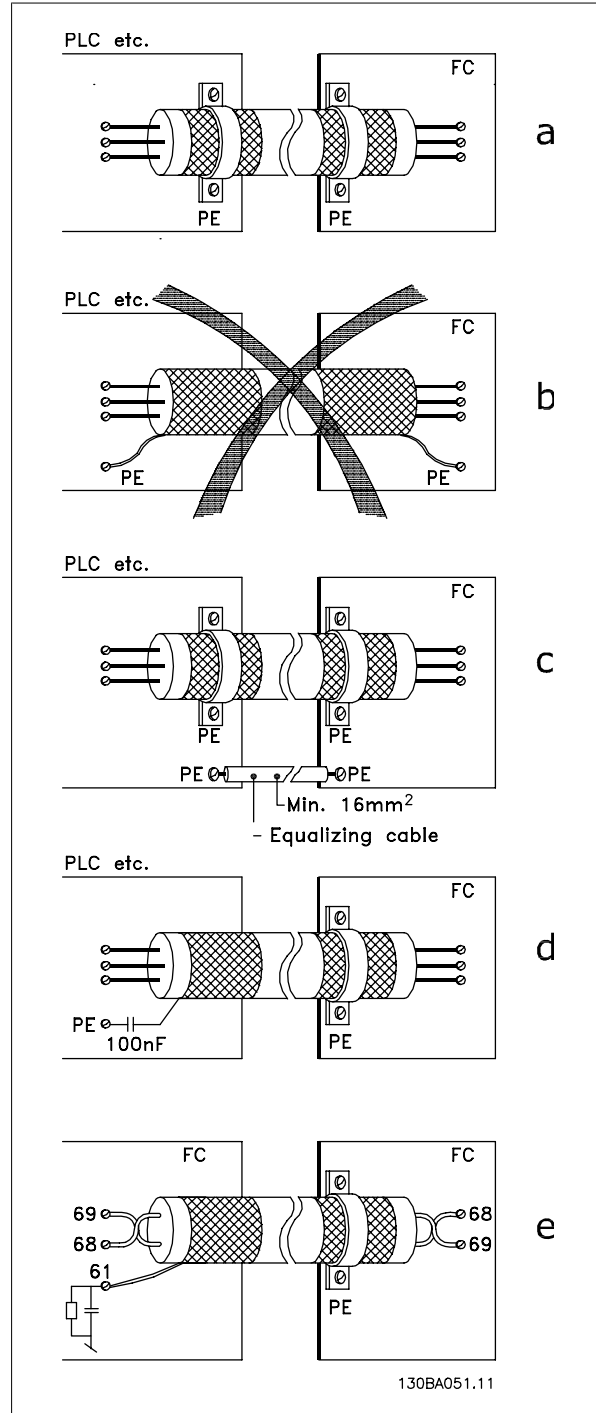 PLC etc.
FC
PE
PE
a
PLC etc.
FC
PE
PE
b
PLC etc.
FC
PE
PE
c
PE
PE
Min. 16mm²
- Equalizing cable
PLC etc.
FC
d
PE
100nF
PE
FC
FC
69
68
68
69
e
61
PE
130BA051.11